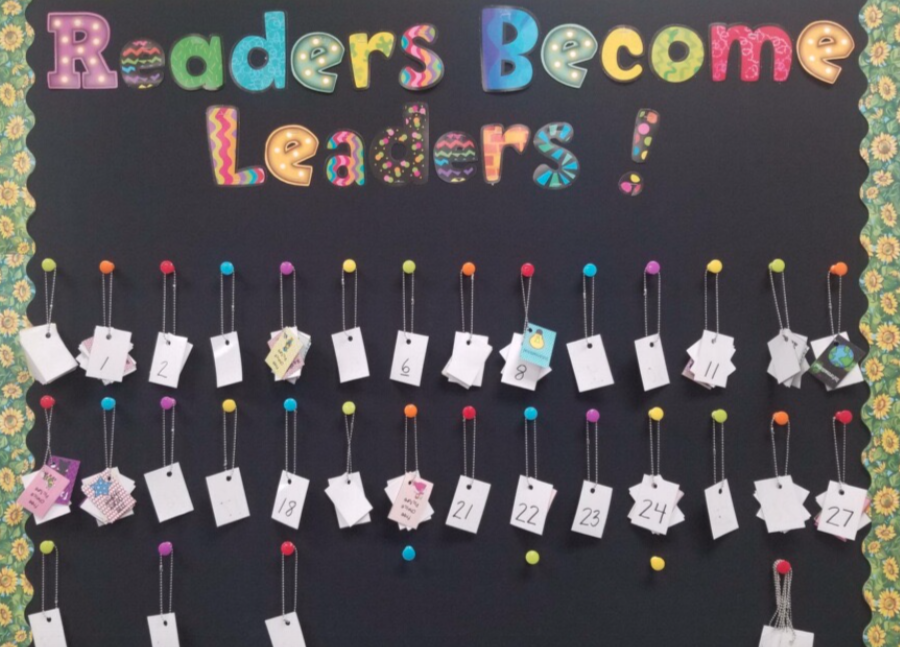 Readers Become
Leaders!
1 2 6 8 11
18 21 22 23 24 27